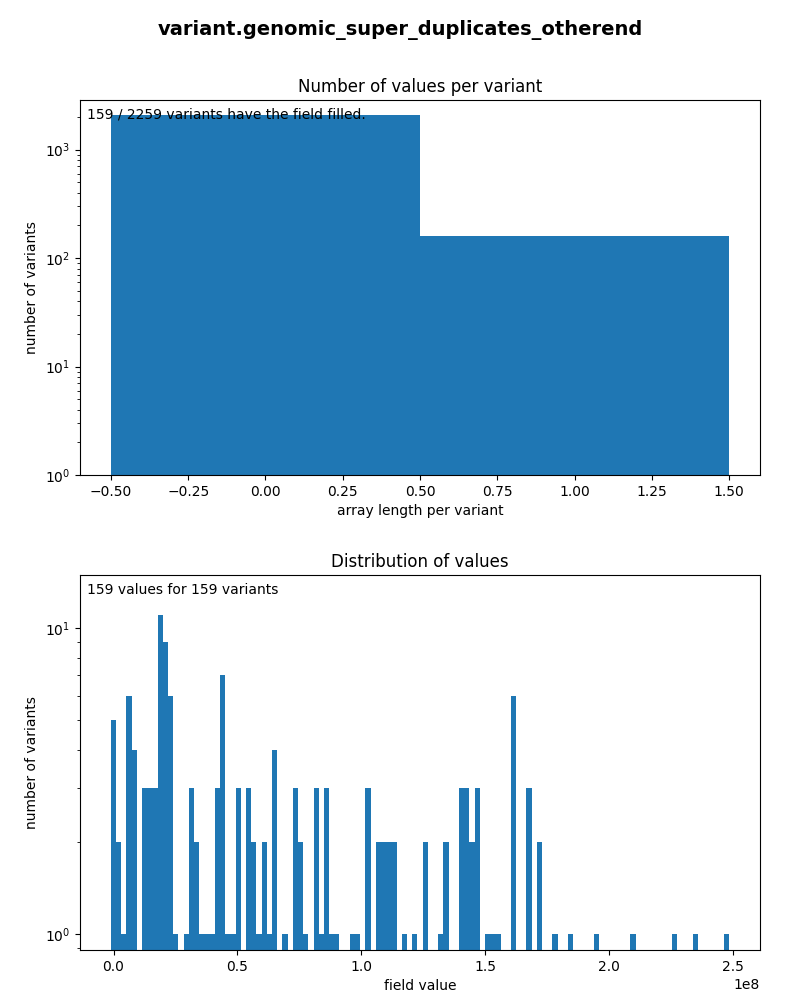 variant.genomic_super_duplicates_otherend
Number of values per variant
159 / 2259 variants have the field filled.
number of variants
10³
10²
10¹
10⁰
−0.50 −0.25 0.00 0.25 0.50 0.75 1.00 1.25 1.50
array length per variant
Distribution of values
159 values for 159 variants
number of variants
10¹
10⁰
0.0 0.5 1.0 1.5 2.0 2.5
1e8
field value